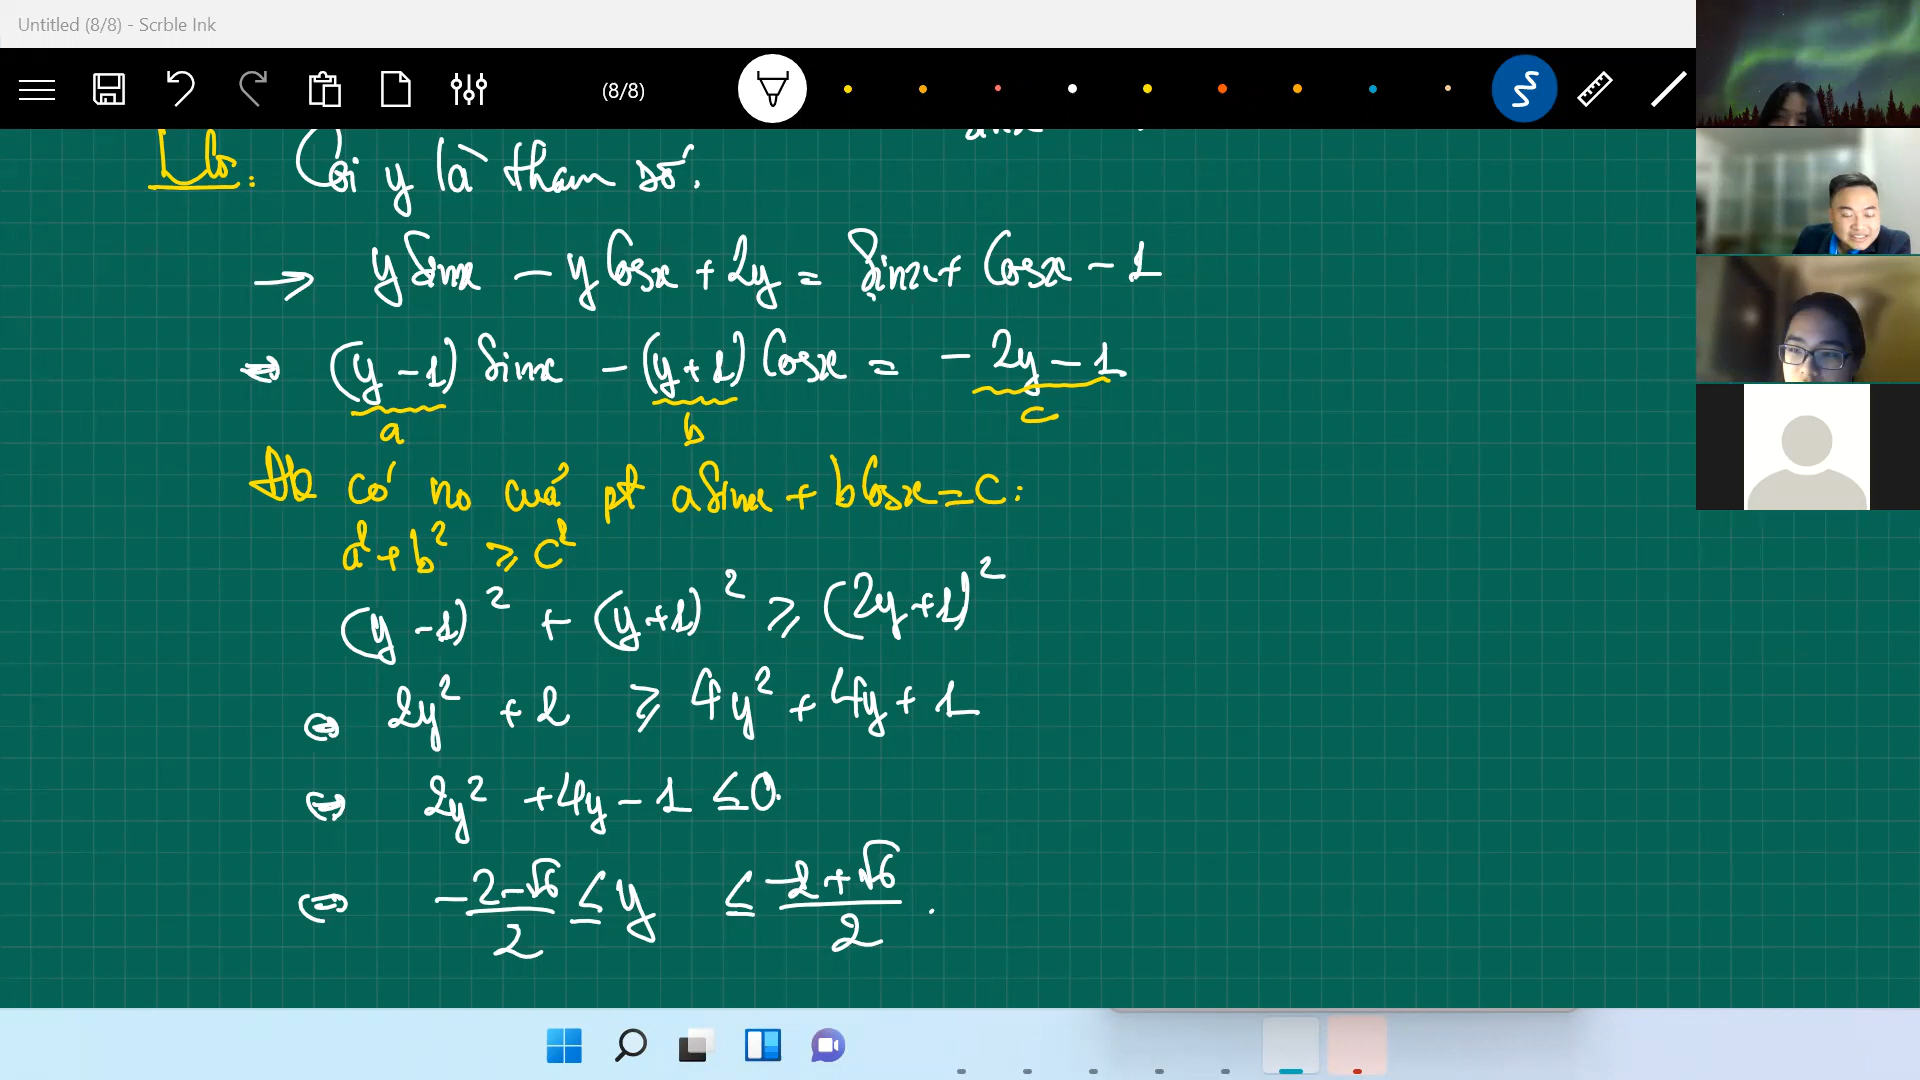 Untitled (8/8) - Scrble Ink
(8/8)
Coi y là tham số.
→ y Sinx - y Cosx + 2y = Sinx + Cosx - 1
⇔ (y - 1) Sinx - (y + 1) Cosx = - 2y - 1
a b c
Đk có no củả pt aSinx + bCosx = c:
a² + b² ≥ c²
(y - 1)² + (y + 1)² ≥ (2y + 1)²
⇔ 2y² + 2 ≥ 4y² + 4y + 1
⇔ 2y² + 4y - 1 ≤ 0.
⇔ (-2 - √6)/2 ≤ y ≤ (-2 + √6)/2.